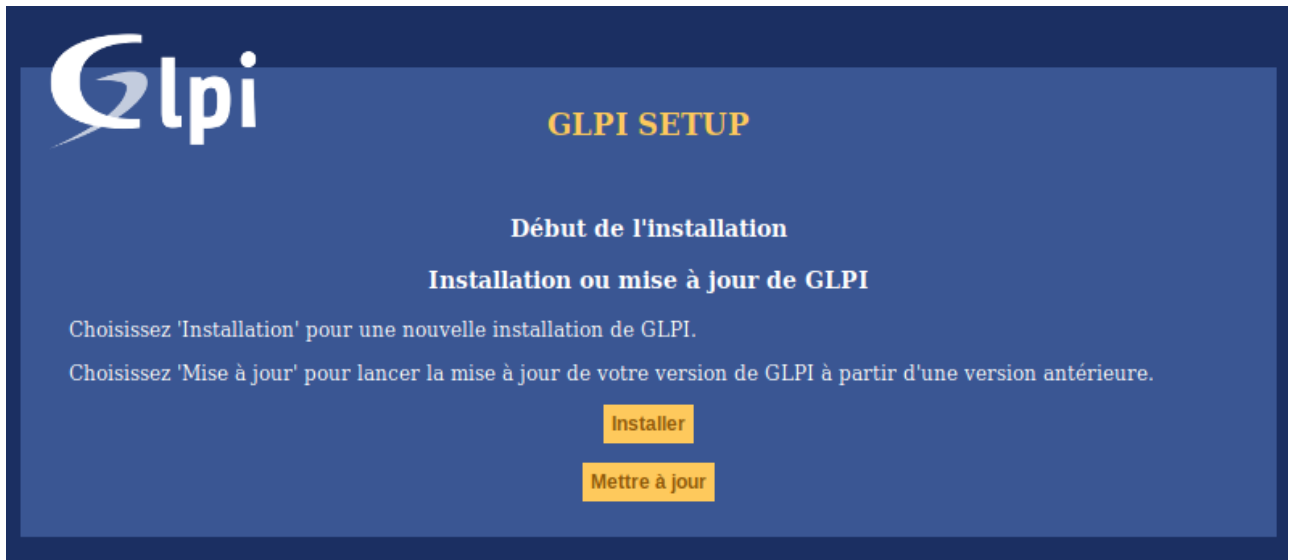 Glpi
GLPI SETUP
Début de l'installation
Installation ou mise à jour de GLPI
Choisissez 'Installation' pour une nouvelle installation de GLPI.
Choisissez 'Mise à jour' pour lancer la mise à jour de votre version de GLPI à partir d'une version antérieure.
Installer
Mettre à jour